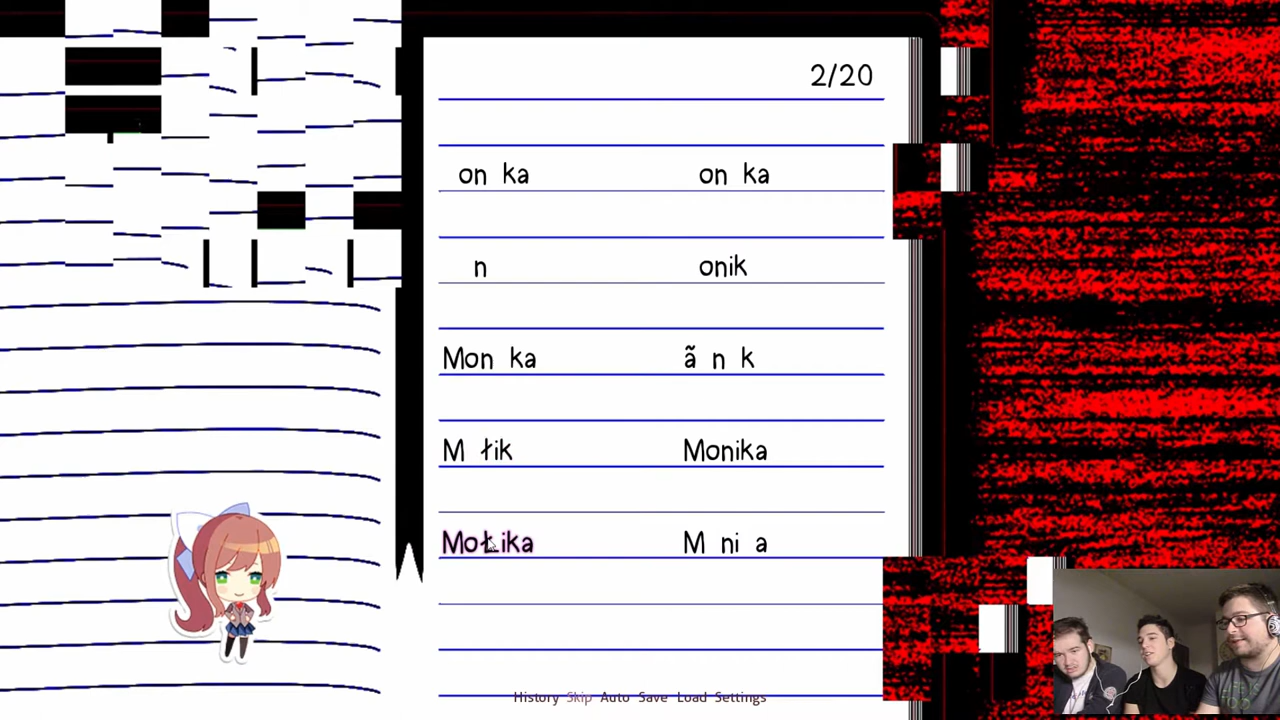 2/20
on ka on ka
n onik
Mon ka ã n k
M łik Monika
MoŁika M ni a
History Skip Auto Save Load Settings